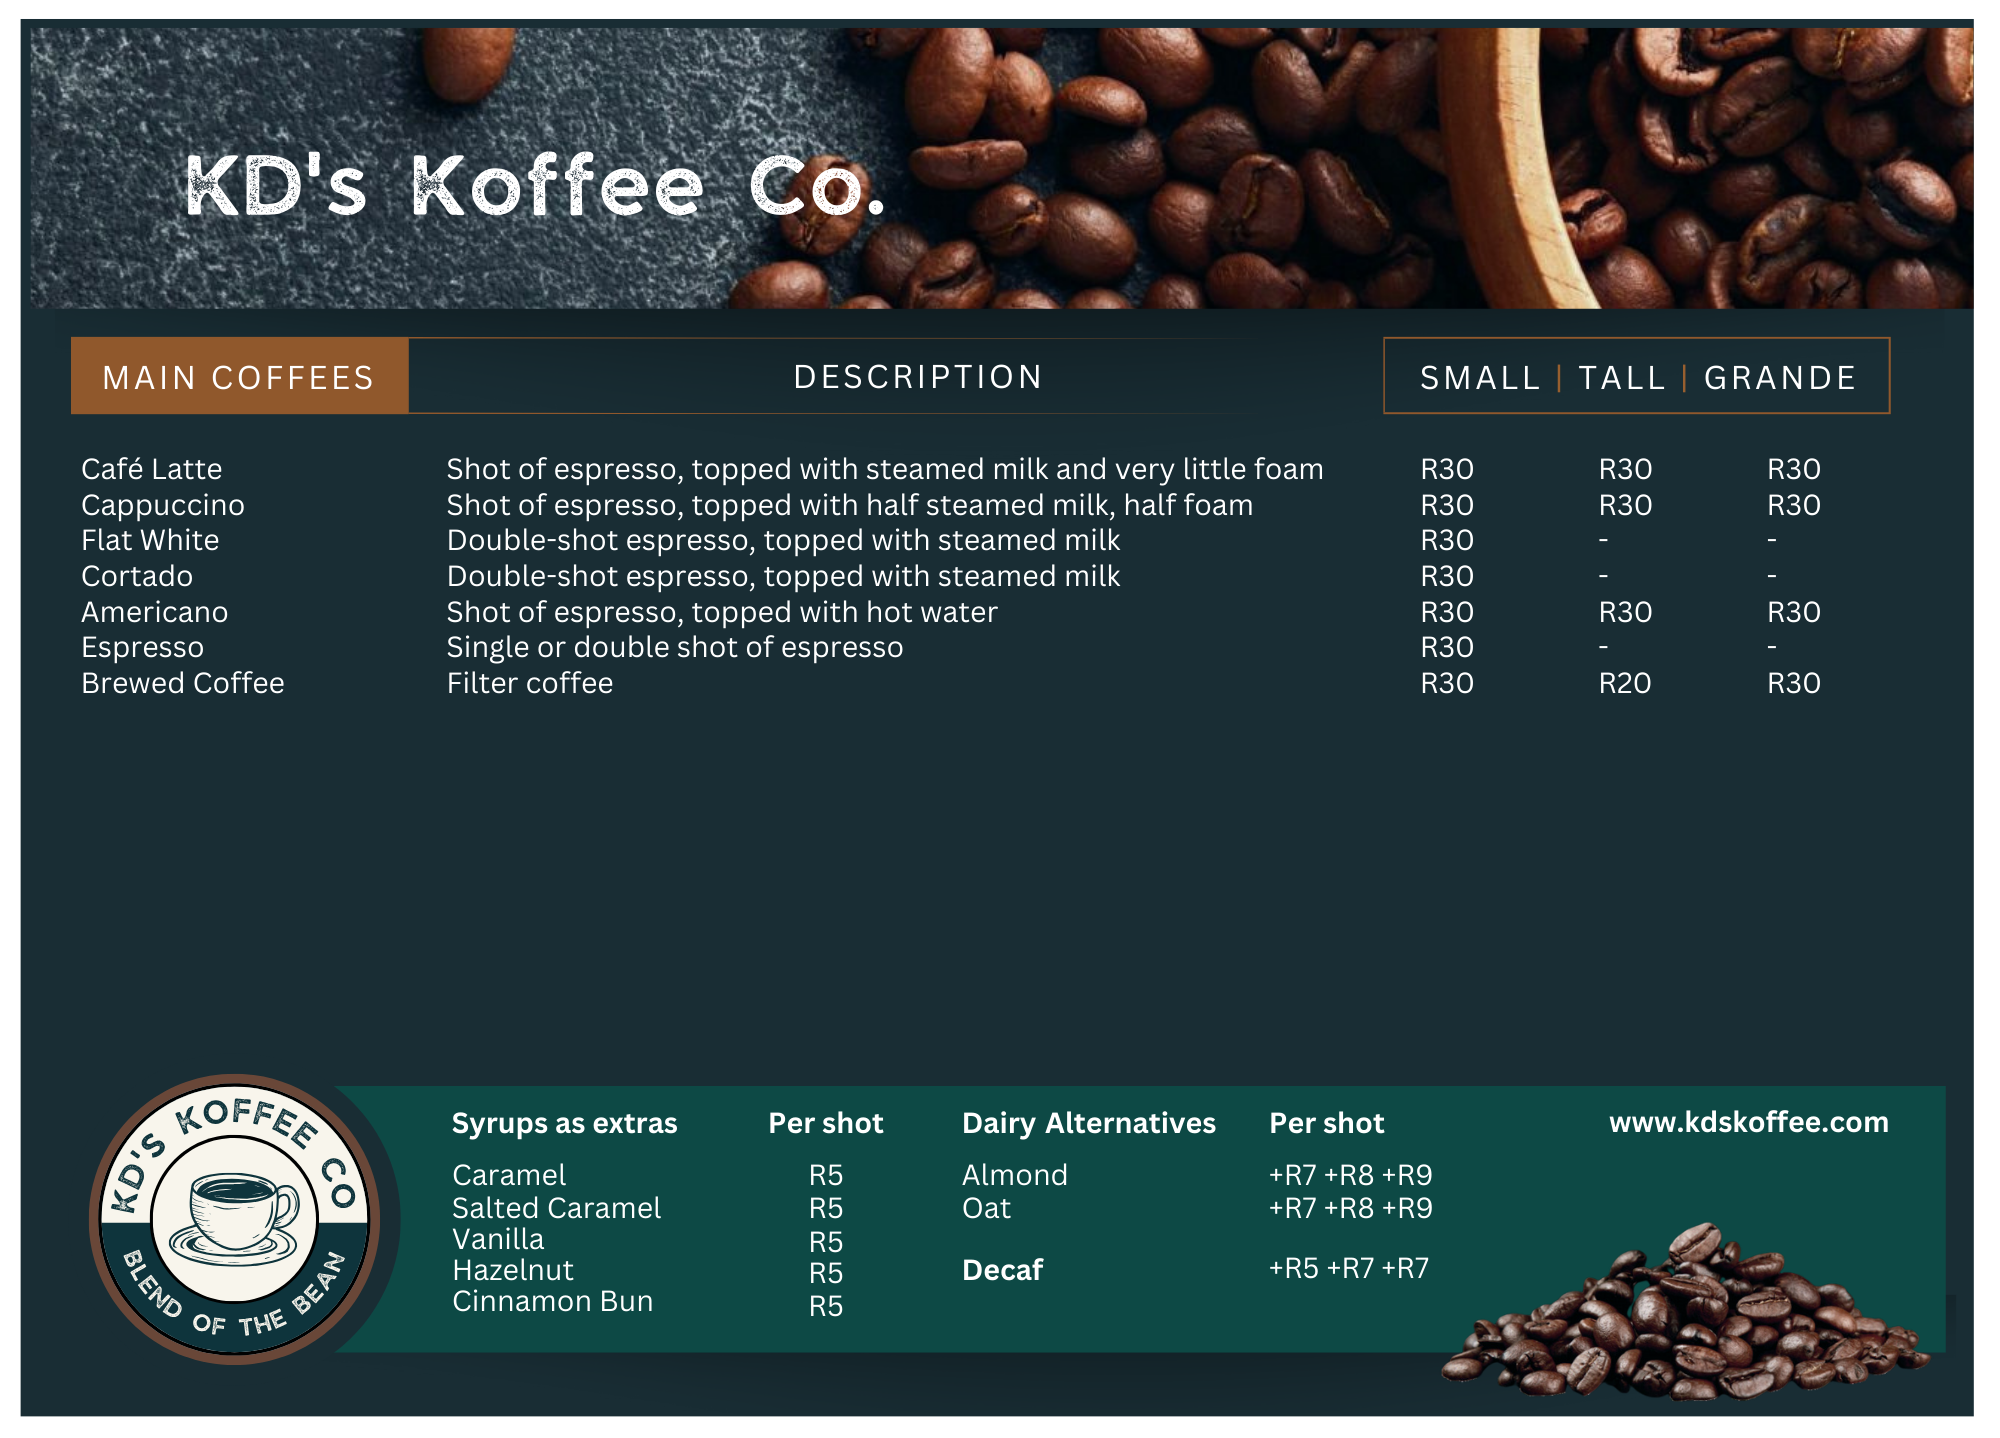 KD's Koffee Co.
MAIN COFFEES DESCRIPTION SMALL | TALL | GRANDE
Café Latte Shot of espresso, topped with steamed milk and very little foam R30 R30 R30
Cappuccino Shot of espresso, topped with half steamed milk, half foam R30 R30 R30
Flat White Double-shot espresso, topped with steamed milk R30 - -
Cortado Double-shot espresso, topped with steamed milk R30 - -
Americano Shot of espresso, topped with hot water R30 R30 R30
Espresso Single or double shot of espresso R30 - -
Brewed Coffee Filter coffee R30 R20 R30
KD'S KOFFEE CO
BLEND OF THE BEAN
Syrups as extras Per shot Dairy Alternatives Per shot www.kdskoffee.com
Caramel R5 Almond +R7 +R8 +R9
Salted Caramel R5 Oat +R7 +R8 +R9
Vanilla R5
Hazelnut R5 Decaf +R5 +R7 +R7
Cinnamon Bun R5